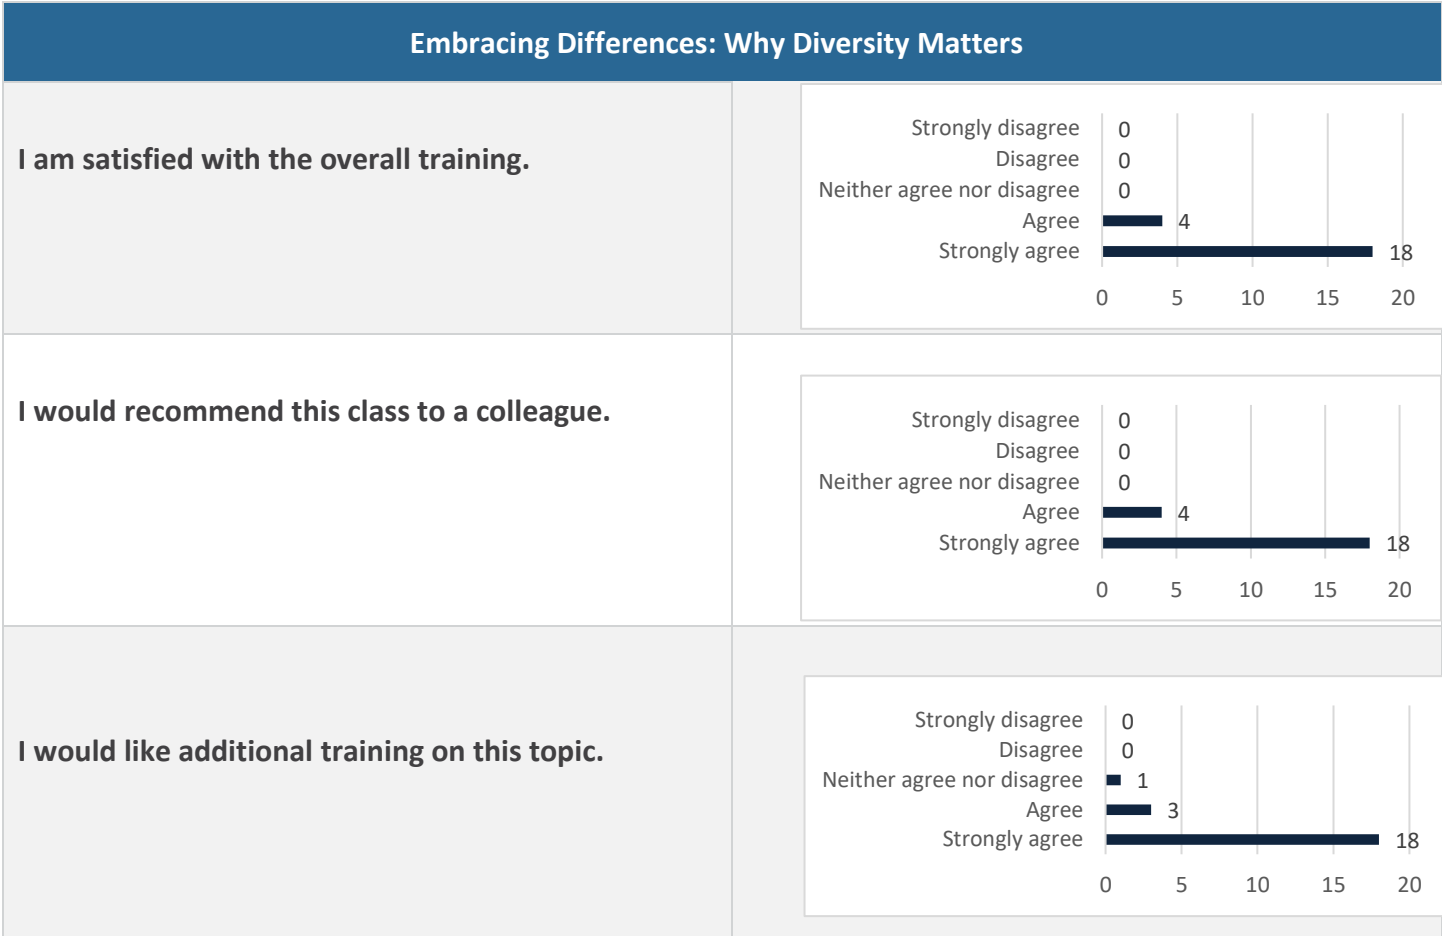 Embracing Differences: Why Diversity Matters
I am satisfied with the overall training.
Strongly disagree 0
Disagree 0
Neither agree nor disagree 0
Agree 4
Strongly agree 18
0 5 10 15 20
I would recommend this class to a colleague.
Strongly disagree 0
Disagree 0
Neither agree nor disagree 0
Agree 4
Strongly agree 18
0 5 10 15 20
I would like additional training on this topic.
Strongly disagree 0
Disagree 0
Neither agree nor disagree 1
Agree 3
Strongly agree 18
0 5 10 15 20